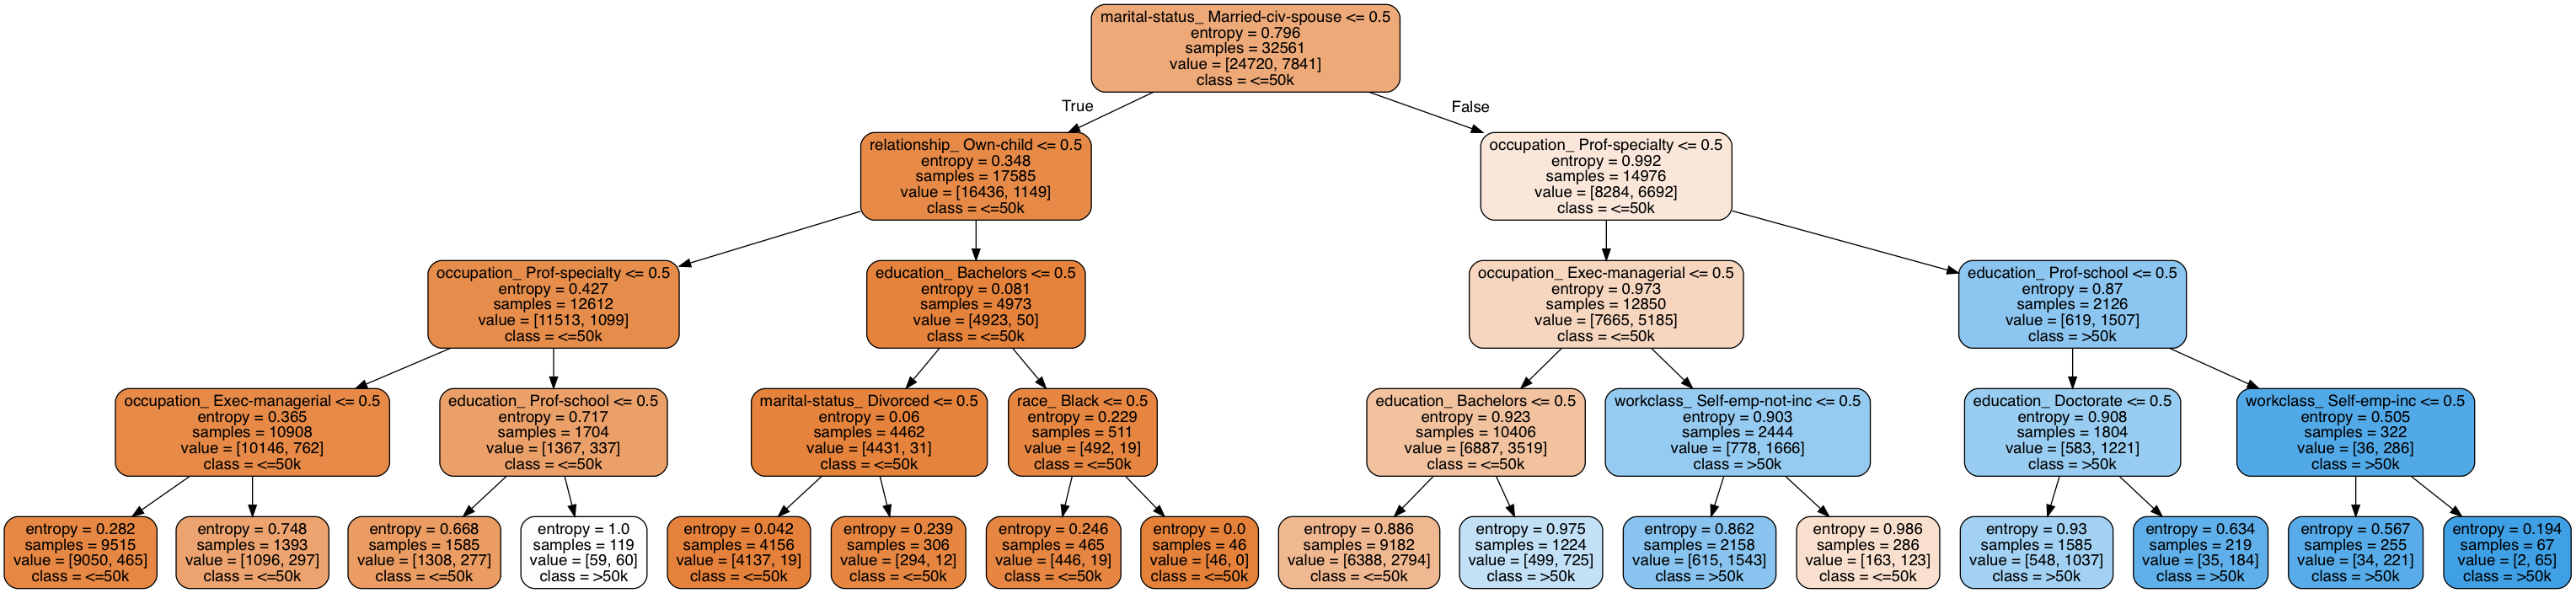 marital-status_ Married-civ-spouse <= 0.5
entropy = 0.796
samples = 32561
value = [24720, 7841]
class = <=50k
True
False
relationship_ Own-child <= 0.5
entropy = 0.348
samples = 17585
value = [16436, 1149]
class = <=50k
occupation_ Prof-specialty <= 0.5
entropy = 0.992
samples = 14976
value = [8284, 6692]
class = <=50k
occupation_ Prof-specialty <= 0.5
entropy = 0.427
samples = 12612
value = [11513, 1099]
class = <=50k
education_ Bachelors <= 0.5
entropy = 0.081
samples = 4973
value = [4923, 50]
class = <=50k
occupation_ Exec-managerial <= 0.5
entropy = 0.973
samples = 12850
value = [7665, 5185]
class = <=50k
education_ Prof-school <= 0.5
entropy = 0.87
samples = 2126
value = [619, 1507]
class = >50k
occupation_ Exec-managerial <= 0.5
entropy = 0.365
samples = 10908
value = [10146, 762]
class = <=50k
education_ Prof-school <= 0.5
entropy = 0.717
samples = 1704
value = [1367, 337]
class = <=50k
marital-status_ Divorced <= 0.5
entropy = 0.06
samples = 4462
value = [4431, 31]
class = <=50k
race_ Black <= 0.5
entropy = 0.229
samples = 511
value = [492, 19]
class = <=50k
education_ Bachelors <= 0.5
entropy = 0.923
samples = 10406
value = [6887, 3519]
class = <=50k
workclass_ Self-emp-not-inc <= 0.5
entropy = 0.903
samples = 2444
value = [778, 1666]
class = >50k
education_ Doctorate <= 0.5
entropy = 0.908
samples = 1804
value = [583, 1221]
class = >50k
workclass_ Self-emp-inc <= 0.5
entropy = 0.505
samples = 322
value = [36, 286]
class = >50k
entropy = 0.282
samples = 9515
value = [9050, 465]
class = <=50k
entropy = 0.748
samples = 1393
value = [1096, 297]
class = <=50k
entropy = 0.668
samples = 1585
value = [1308, 277]
class = <=50k
entropy = 1.0
samples = 119
value = [59, 60]
class = >50k
entropy = 0.042
samples = 4156
value = [4137, 19]
class = <=50k
entropy = 0.239
samples = 306
value = [294, 12]
class = <=50k
entropy = 0.246
samples = 465
value = [446, 19]
class = <=50k
entropy = 0.0
samples = 46
value = [46, 0]
class = <=50k
entropy = 0.886
samples = 9182
value = [6388, 2794]
class = <=50k
entropy = 0.975
samples = 1224
value = [499, 725]
class = >50k
entropy = 0.862
samples = 2158
value = [615, 1543]
class = >50k
entropy = 0.986
samples = 286
value = [163, 123]
class = <=50k
entropy = 0.93
samples = 1585
value = [548, 1037]
class = >50k
entropy = 0.634
samples = 219
value = [35, 184]
class = >50k
entropy = 0.567
samples = 255
value = [34, 221]
class = >50k
entropy = 0.194
samples = 67
value = [2, 65]
class = >50k